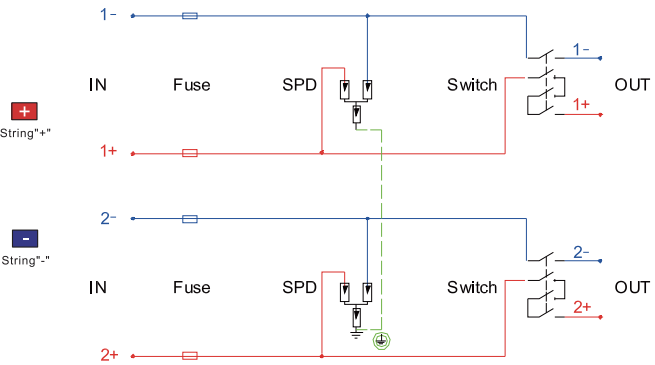 1-
IN Fuse SPD Switch 1- OUT
+
String"+"
1+
1+
2-
-
String"-"
2-
IN Fuse SPD Switch OUT
2+
2+